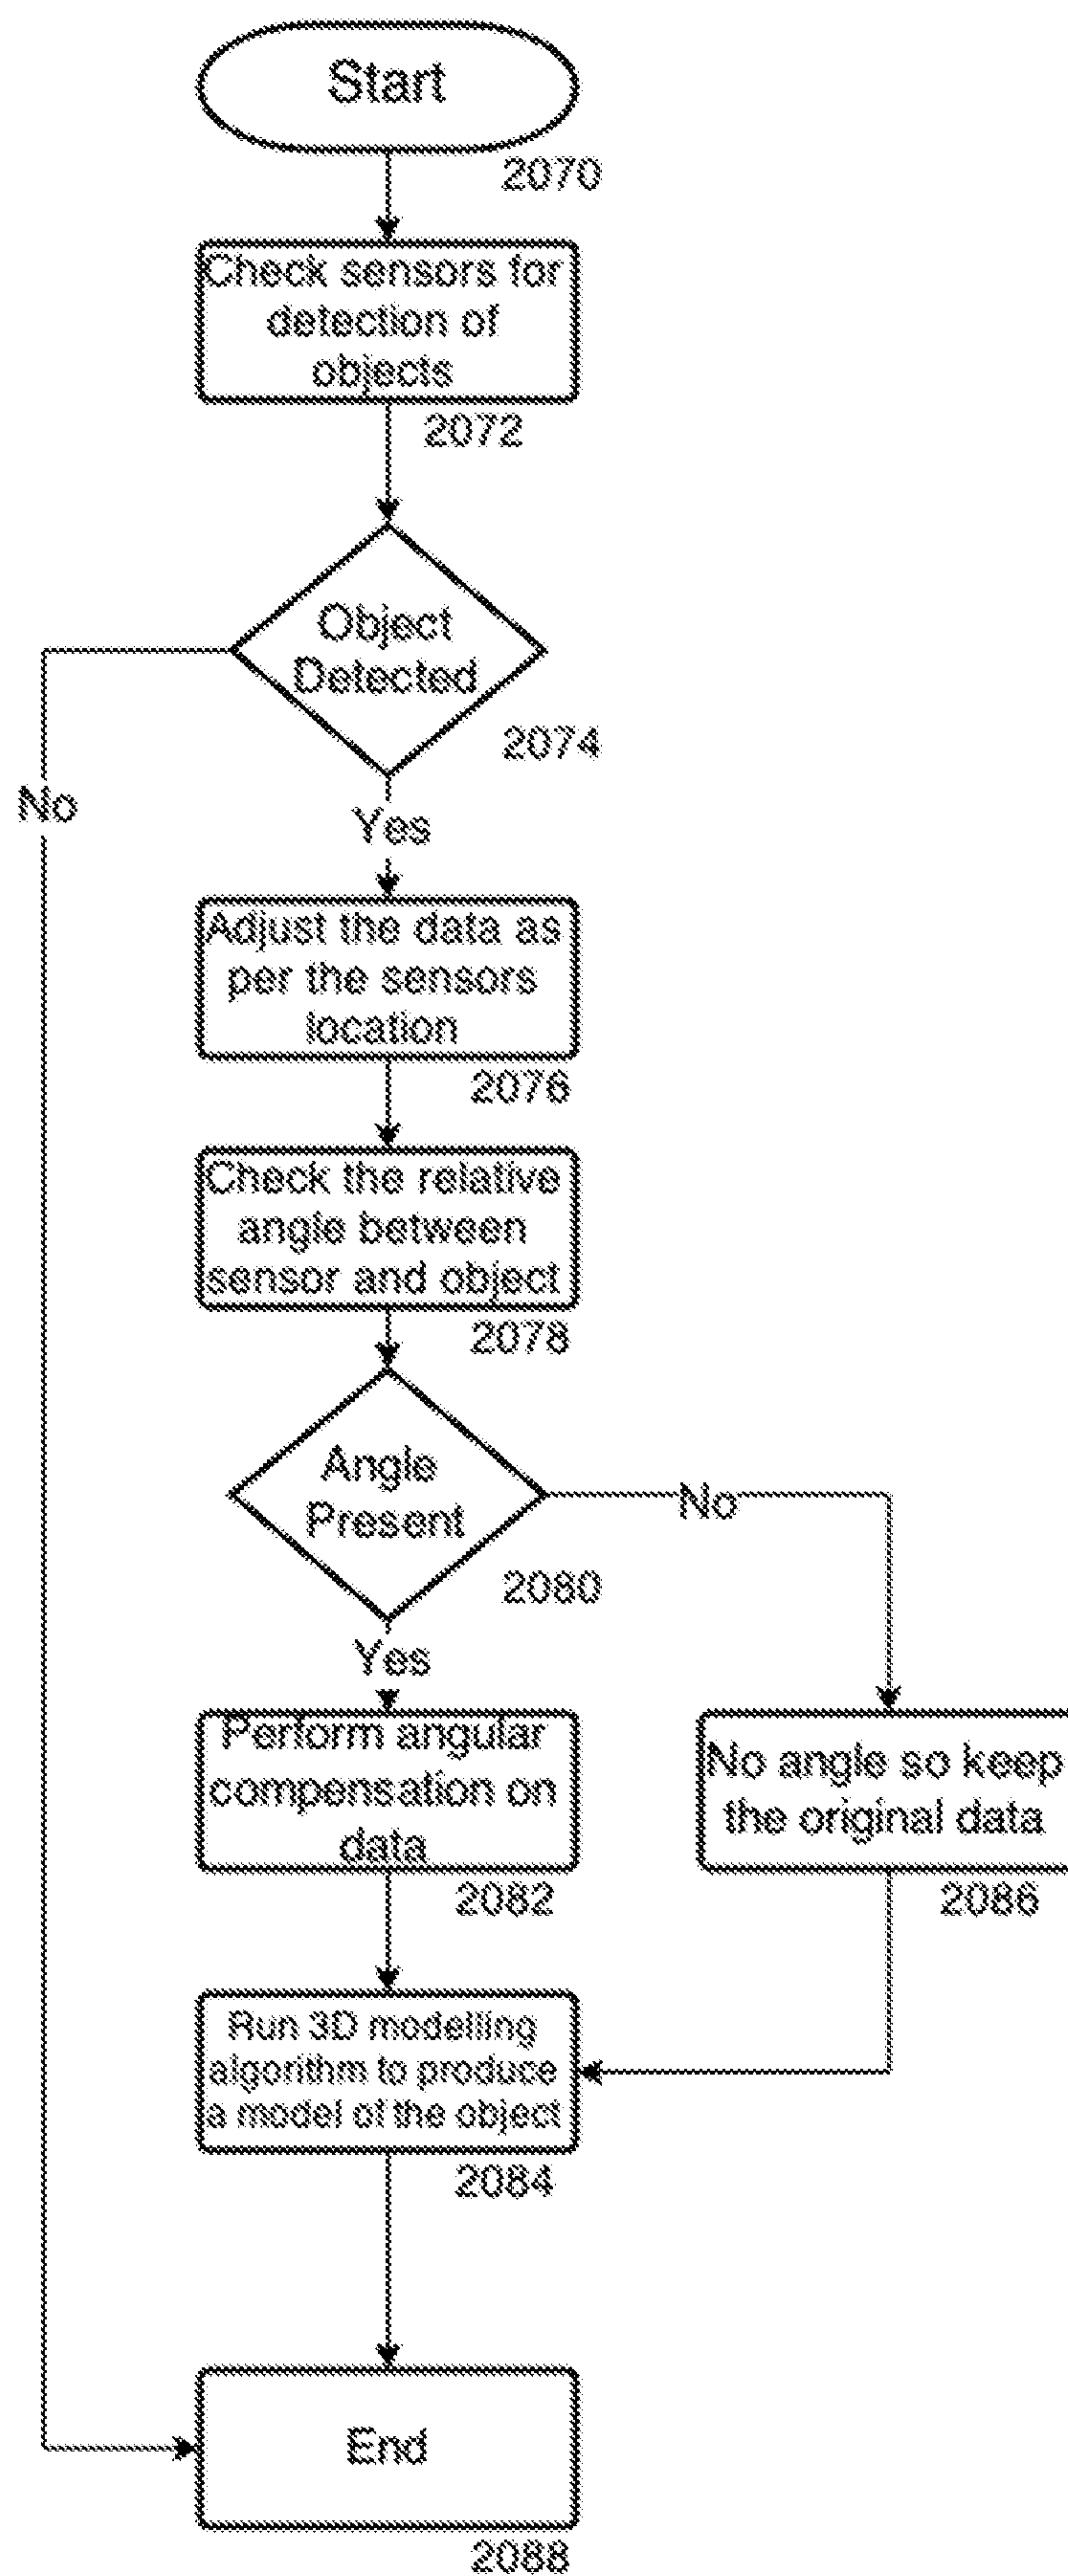 Start
2070
Check sensors for
detection of
objects
2072
Object
Detected
2074
No
Yes
Adjust the data as
per the sensors
location
2076
Check the relative
angle between
sensor and object
2078
Angle
Present
No
2080
Yes
Perform angular
compensation on
data
2082
No angle so keep
the original data
2086
Run 3D modelling
algorithm to produce
a model of the object
2084
End
2088